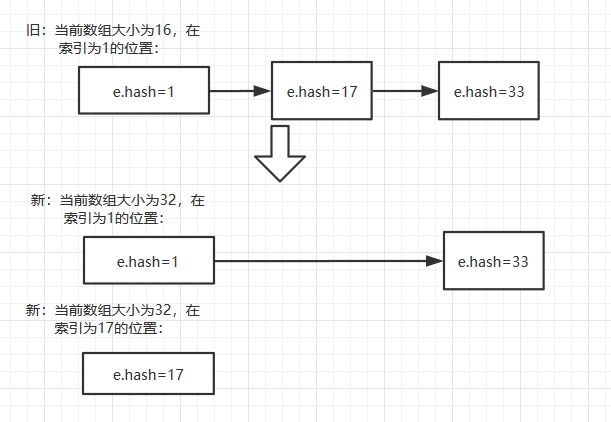 旧：当前数组大小为16，在
索引为1的位置：
e.hash=1
e.hash=17
e.hash=33
新：当前数组大小为32，在
索引为1的位置：
e.hash=1
e.hash=33
新：当前数组大小为32，在
索引为17的位置：
e.hash=17